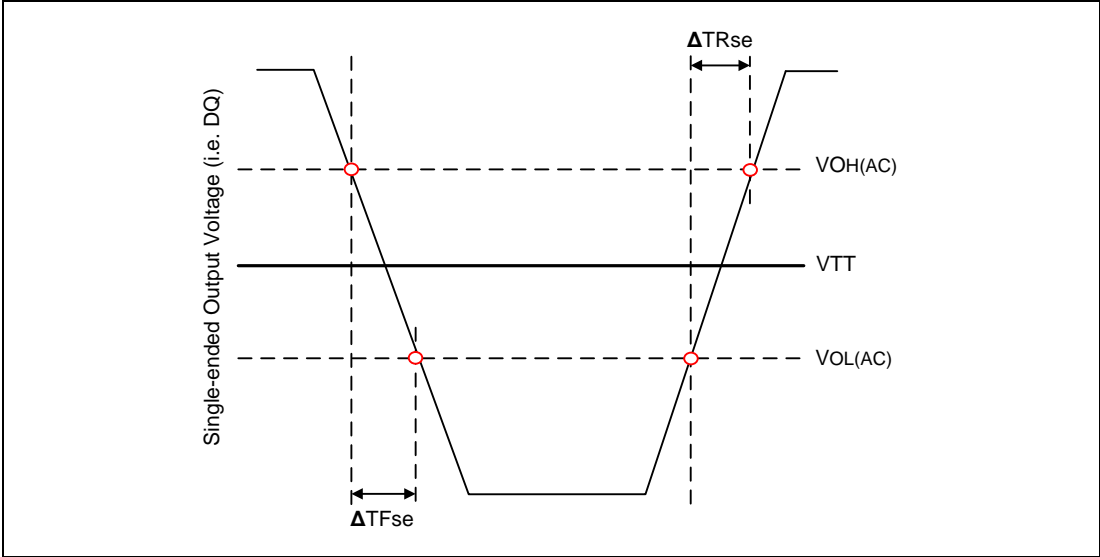 ΔTRse
Single-ended Output Voltage (i.e. DQ)
VOH(AC)
VTT
VOL(AC)
ΔTFse